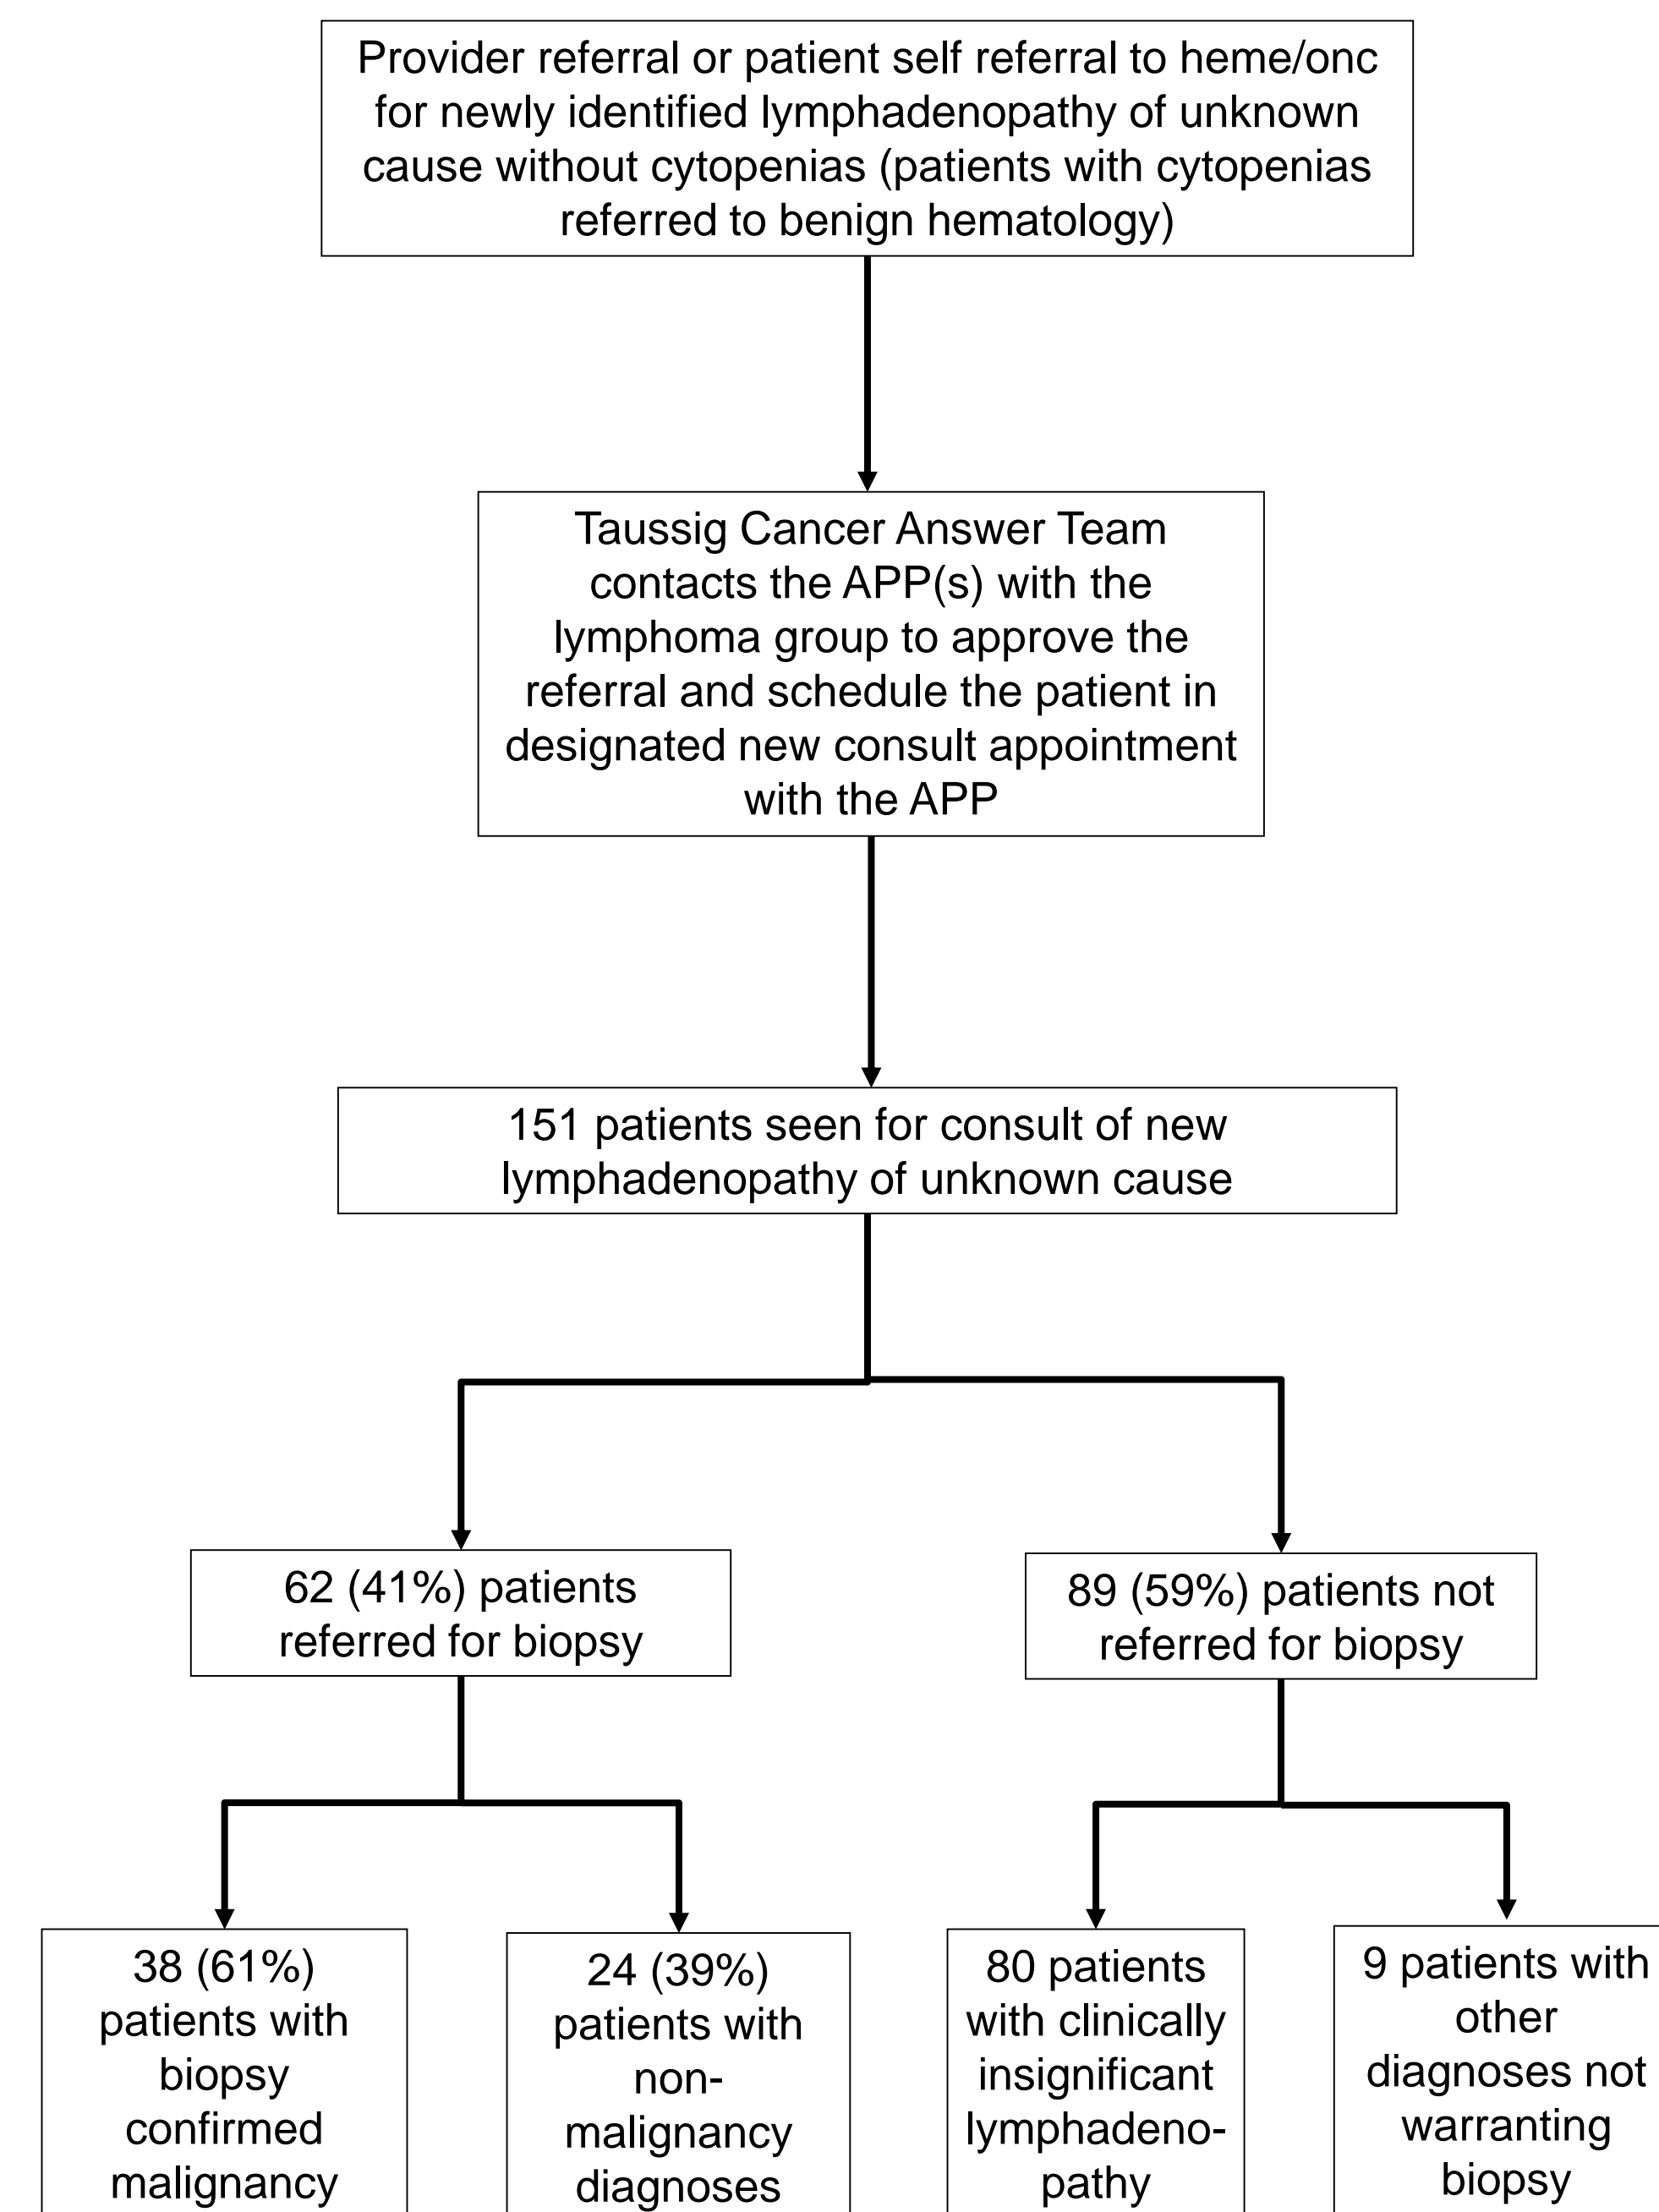 Provider referral or patient self referral to heme/onc
for newly identified lymphadenopathy of unknown
cause without cytopenias (patients with cytopenias
referred to benign hematology)
Taussig Cancer Answer Team
contacts the APP(s) with the
lymphoma group to approve the
referral and schedule the patient in
designated new consult appointment
with the APP
151 patients seen for consult of new
lymphadenopathy of unknown cause
62 (41%) patients
referred for biopsy
89 (59%) patients not
referred for biopsy
38 (61%)
patients with
biopsy
confirmed
malignancy
24 (39%)
patients with
non-
malignancy
diagnoses
80 patients
with clinically
insignificant
lymphadeno-
pathy
9 patients with
other
diagnoses not
warranting
biopsy